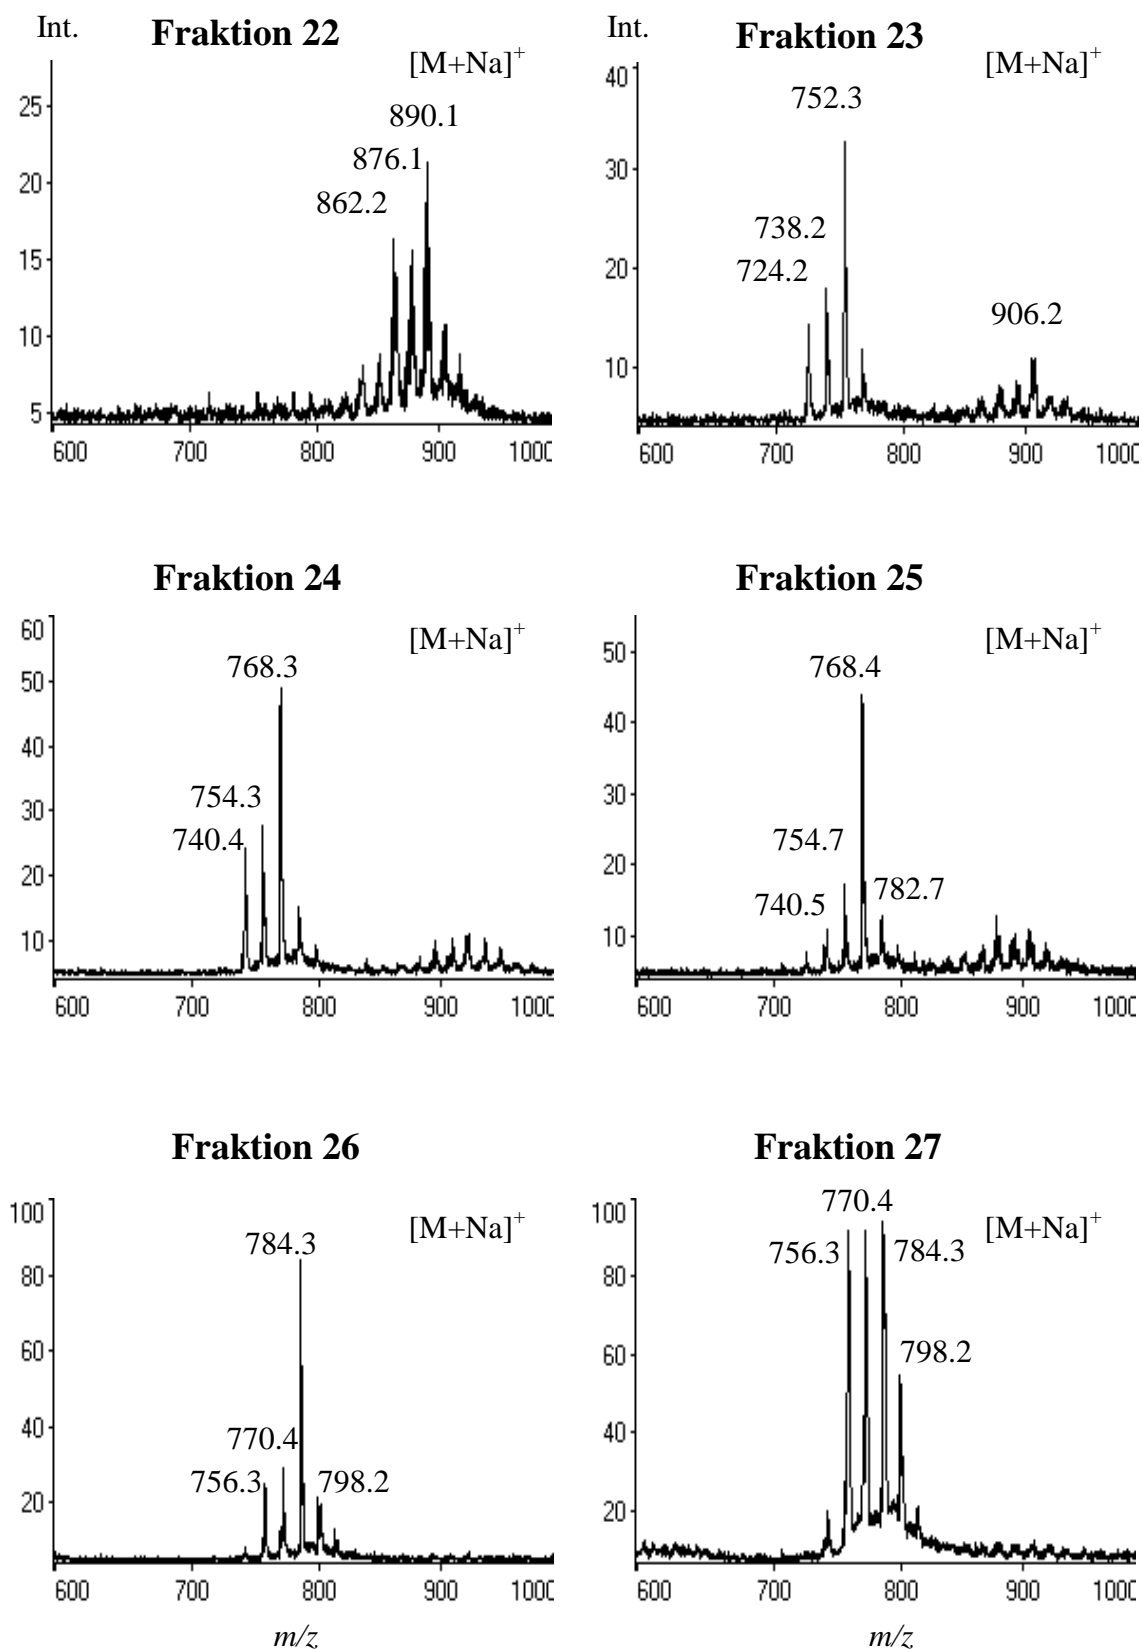 Int.
Fraktion 22
[M+Na]+
890.1
876.1
862.2
25
20
15
10
5
600 700 800 900 1000
Int.
Fraktion 23
[M+Na]+
752.3
738.2
724.2
906.2
40
30
20
10
600 700 800 900 1000
Fraktion 24
[M+Na]+
768.3
754.3
740.4
60
50
40
30
20
10
600 700 800 900 1000
Fraktion 25
[M+Na]+
768.4
754.7
782.7
740.5
50
40
30
20
10
600 700 800 900 1000
Fraktion 26
[M+Na]+
784.3
770.4
756.3
798.2
100
80
60
40
20
600 700 800 900 1000
m/z
Fraktion 27
[M+Na]+
770.4
756.3
784.3
798.2
100
80
60
40
20
600 700 800 900 1000
m/z